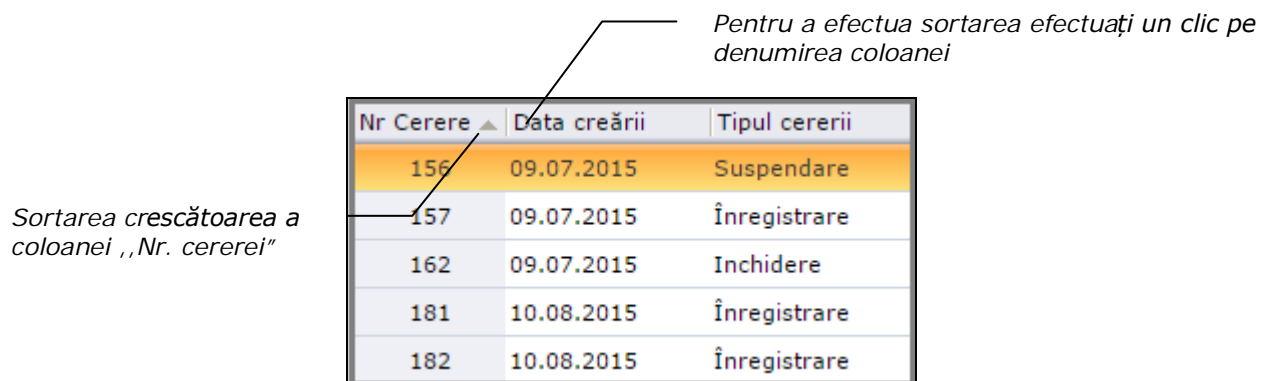 Pentru a efectua sortarea efectuați un clic pe
denumirea coloanei
Nr Cerere Data creării Tipul cererii
156 09.07.2015 Suspendare
157 09.07.2015 Înregistrare
162 09.07.2015 Inchidere
181 10.08.2015 Înregistrare
182 10.08.2015 Înregistrare
Sortarea crescătoarea a
coloanei ,,Nr. cererei”